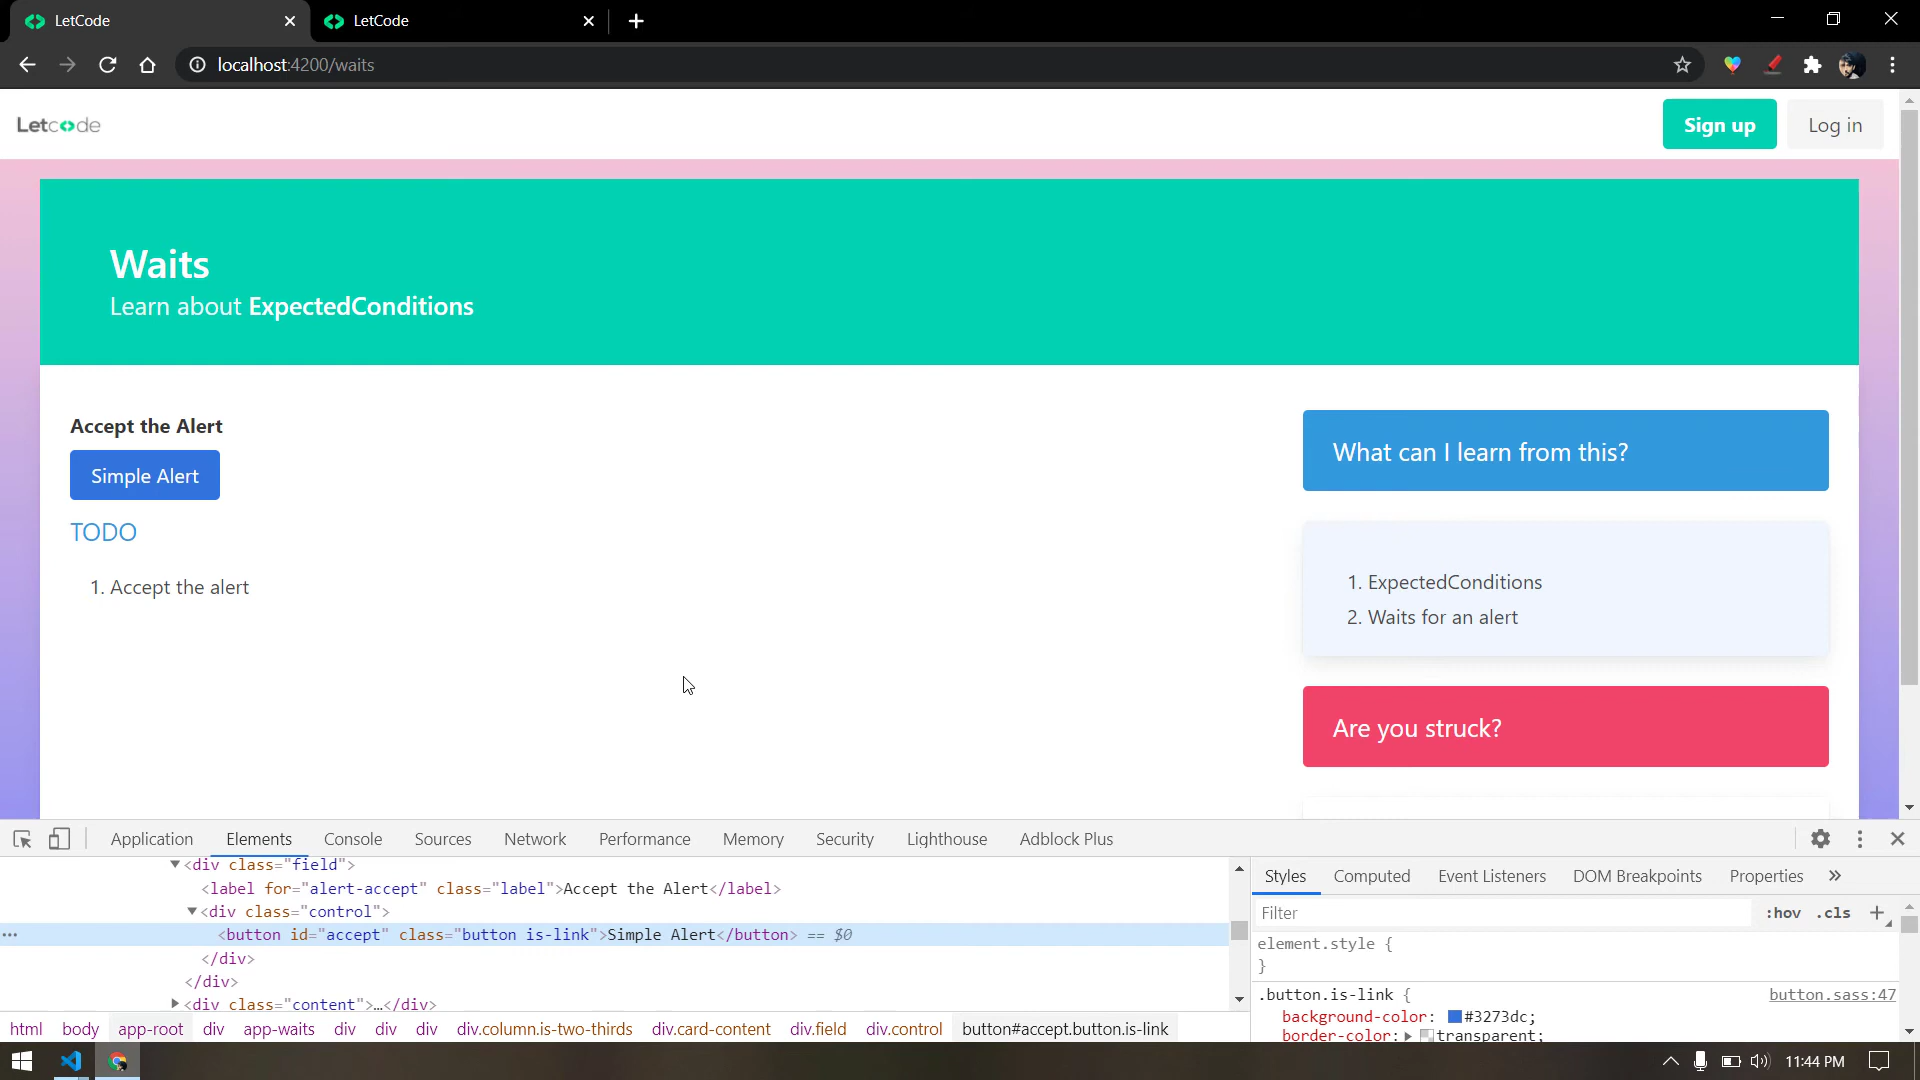 LetCode
LetCode
localhost:4200/waits
Letcode
Sign up
Log in
Waits
Learn about ExpectedConditions
Accept the Alert
Simple Alert
TODO
1. Accept the alert
What can I learn from this?
1. ExpectedConditions
2. Waits for an alert
Are you struck?
Application Elements Console Sources Network Performance Memory Security Lighthouse Adblock Plus
<div class="field">
<label for="alert-accept" class="label">Accept the Alert</label>
<div class="control">
<button id="accept" class="button is-link">Simple Alert</button> == $0
</div>
</div>
<div class="content">…</div>
html body app-root div app-waits div div div div.column.is-two-thirds div.card-content div.field div.control button#accept.button.is-link
Styles Computed Event Listeners DOM Breakpoints Properties »
Filter
:hov .cls +
element.style {
}
.button.is-link {
button.sass:47
background-color: #3273dc;
border-color: transparent;
11:44 PM